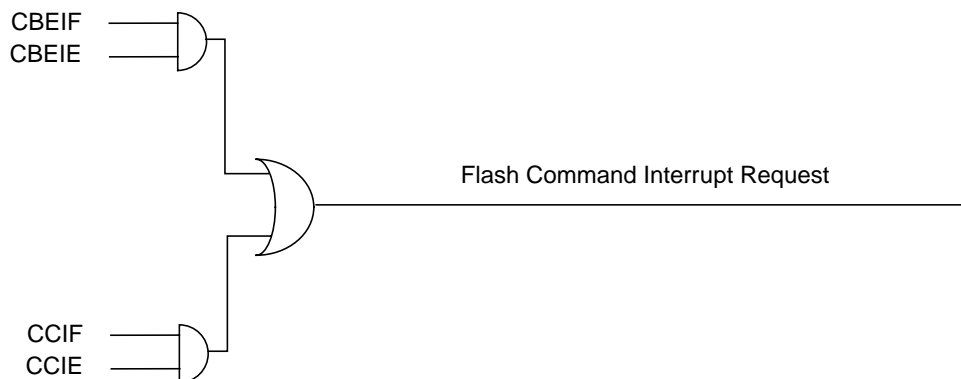 CBEIF
CBEIE
Flash Command Interrupt Request
CCIF
CCIE